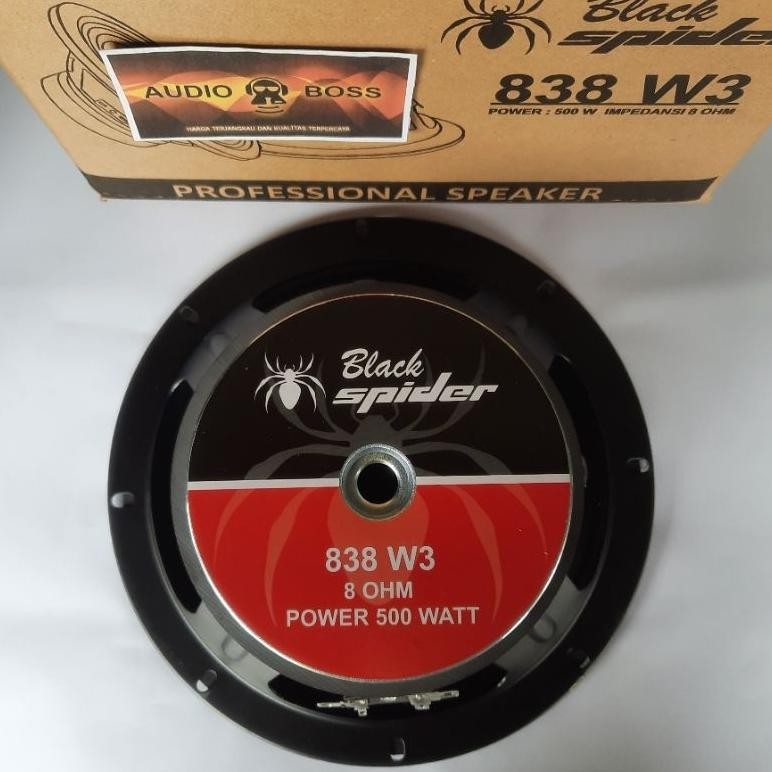 Black
spider
838 W3
POWER : 500 W IMPEDANSI 8 OHM
AUDIO BOSS
HARGA TERJANGKAU DAN KUALITAS TERPERCAYA
PROFESSIONAL SPEAKER
Black
spider
838 W3
8 OHM
POWER 500 WATT